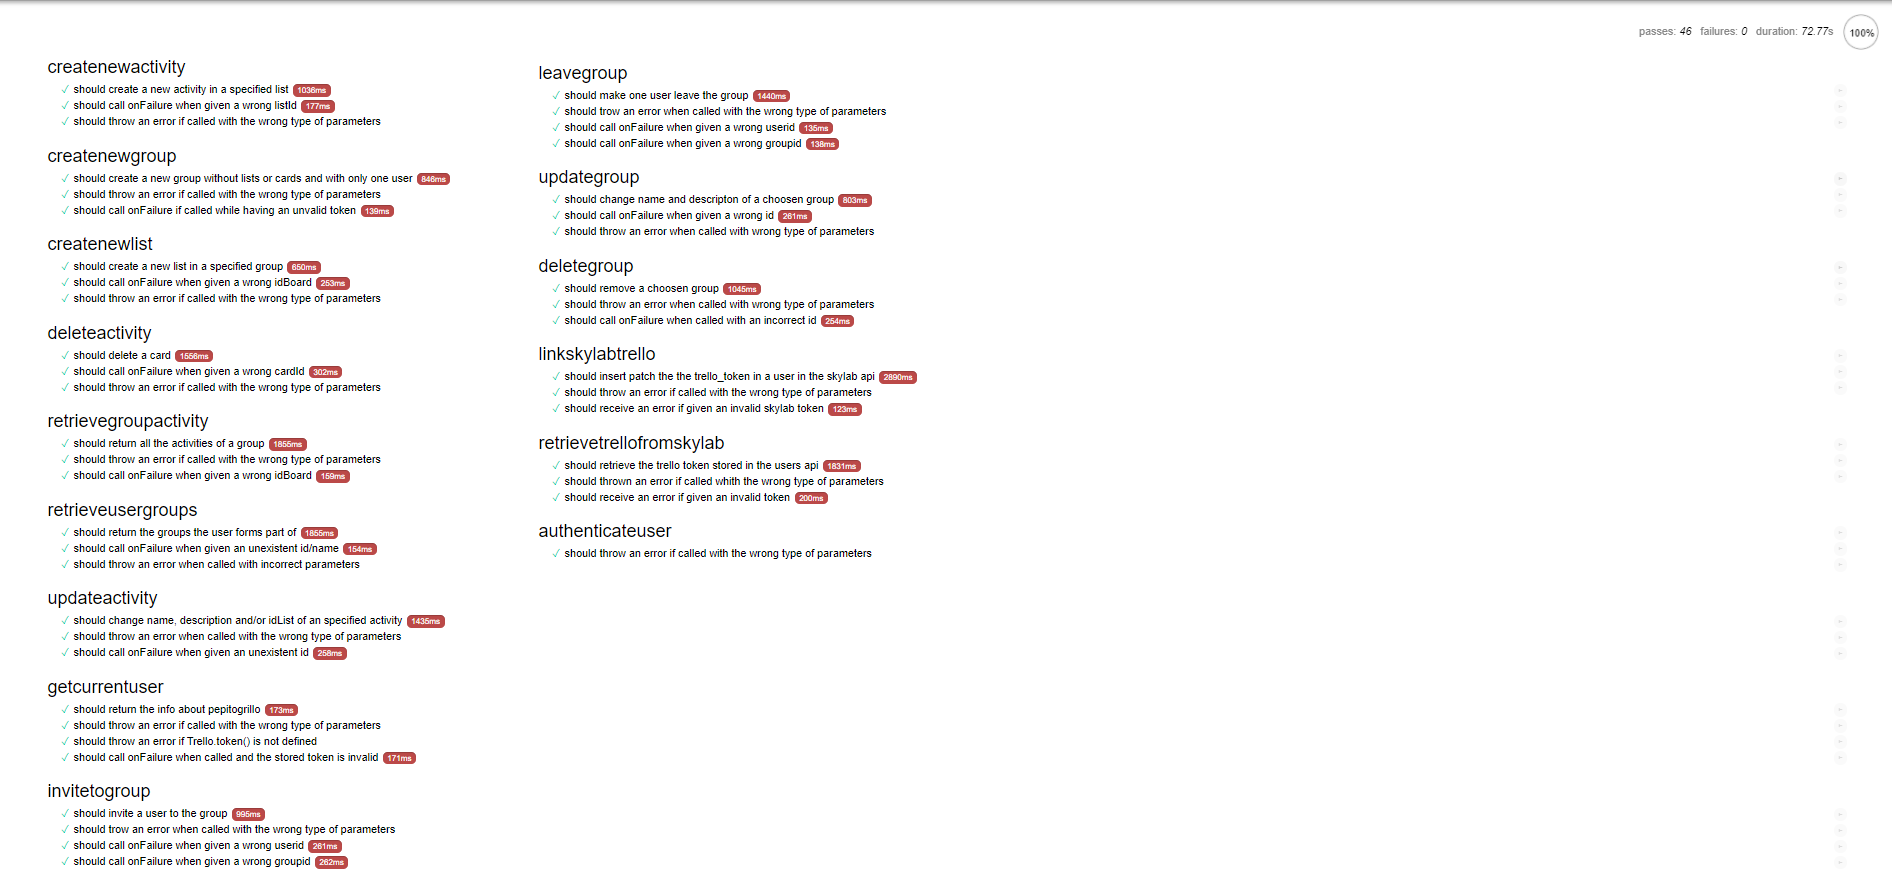 passes: 46 failures: 0 duration: 72.77s 100%
createnewactivity
✓ should create a new activity in a specified list 1036ms
✓ should call onFailure when given a wrong listId 177ms
✓ should throw an error if called with the wrong type of parameters
createnewgroup
✓ should create a new group without lists or cards and with only one user 846ms
✓ should throw an error if called with the wrong type of parameters
✓ should call onFailure if called while having an unvalid token 139ms
createnewlist
✓ should create a new list in a specified group 650ms
✓ should call onFailure when given a wrong idBoard 253ms
✓ should throw an error if called with the wrong type of parameters
deleteactivity
✓ should delete a card 1556ms
✓ should call onFailure when given a wrong cardId 302ms
✓ should throw an error if called with the wrong type of parameters
retrievegroupactivity
✓ should return all the activities of a group 1855ms
✓ should throw an error if called with the wrong type of parameters
✓ should call onFailure when given a wrong idBoard 159ms
retrieveusergroups
✓ should return the groups the user forms part of 1855ms
✓ should call onFailure when given an unexistent id/name 154ms
✓ should throw an error when called with incorrect parameters
updateactivity
✓ should change name, description and/or idList of an specified activity 1435ms
✓ should throw an error when called with the wrong type of parameters
✓ should call onFailure when given an unexistent id 258ms
getcurrentuser
✓ should return the info about pepitogrillo 173ms
✓ should throw an error if called with the wrong type of parameters
✓ should throw an error if Trello.token() is not defined
✓ should call onFailure when called and the stored token is invalid 171ms
invitetogroup
✓ should invite a user to the group 995ms
✓ should trow an error when called with the wrong type of parameters
✓ should call onFailure when given a wrong userid 261ms
✓ should call onFailure when given a wrong groupid 262ms
leavegroup
✓ should make one user leave the group 1440ms
✓ should trow an error when called with the wrong type of parameters
✓ should call onFailure when given a wrong userid 135ms
✓ should call onFailure when given a wrong groupid 138ms
updategroup
✓ should change name and descripton of a choosen group 803ms
✓ should call onFailure when given a wrong id 261ms
✓ should throw an error when called with wrong type of parameters
deletegroup
✓ should remove a choosen group 1045ms
✓ should throw an error when called with wrong type of parameters
✓ should call onFailure when called with an incorrect id 254ms
linkskylabtrello
✓ should insert patch the the trello_token in a user in the skylab api 2890ms
✓ should throw an error if called with the wrong type of parameters
✓ should receive an error if given an invalid skylab token 123ms
retrievetrellofromskylab
✓ should retrieve the trello token stored in the users api 1831ms
✓ should thrown an error if called whith the wrong type of parameters
✓ should receive an error if given an invalid token 200ms
authenticateuser
✓ should throw an error if called with the wrong type of parameters